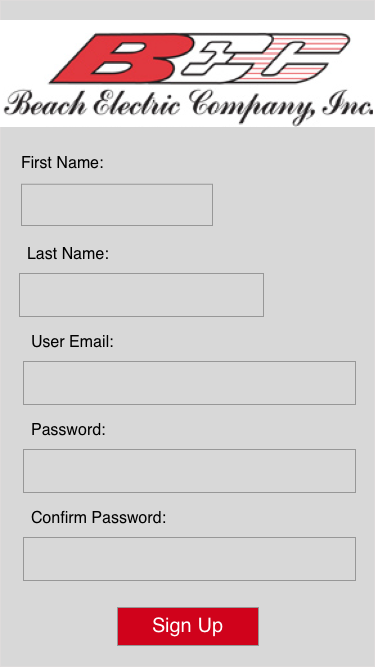 BEC
Beach Electric Company, Inc.
First Name:
Last Name:
User Email:
Password:
Confirm Password:
Sign Up